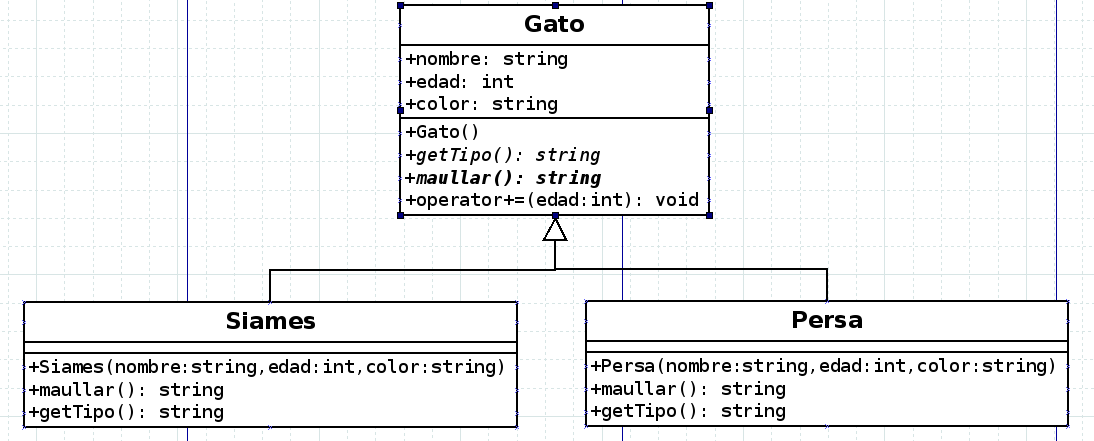 Gato
+nombre: string
+edad: int
+color: string
+Gato()
+getTipo(): string
+maullar(): string
+operator+=(edad:int): void
Siames
+Siames(nombre:string,edad:int,color:string)
+maullar(): string
+getTipo(): string
Persa
+Persa(nombre:string,edad:int,color:string)
+maullar(): string
+getTipo(): string